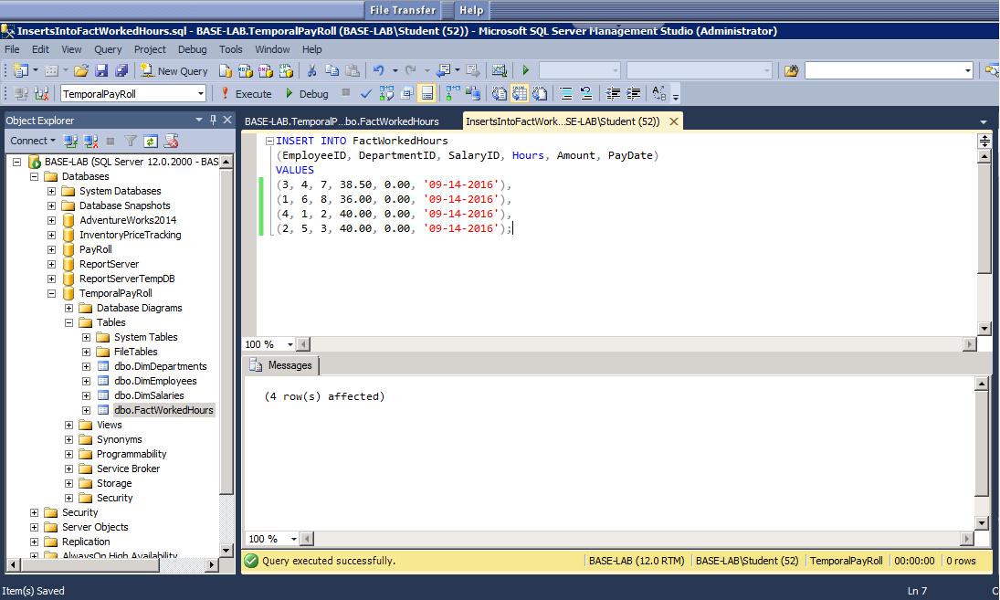 File Transfer Help
InsertsIntoFactWorkedHours.sql - BASE-LAB.TemporalPayRoll (BASE-LAB\Student (52)) - Microsoft SQL Server Management Studio (Administrator)
File Edit View Query Project Debug Tools Window Help
New Query
TemporalPayRoll Execute Debug
Object Explorer
Connect
BASE-LAB (SQL Server 12.0.2000 - BAS
Databases
System Databases
Database Snapshots
AdventureWorks2014
InventoryPriceTracking
PayRoll
ReportServer
ReportServerTempDB
TemporalPayRoll
Database Diagrams
Tables
System Tables
FileTables
dbo.DimDepartments
dbo.DimEmployees
dbo.DimSalaries
dbo.FactWorkedHours
Views
Synonyms
Programmability
Service Broker
Storage
Security
Security
Server Objects
Replication
AlwaysOn High Availability
BASE-LAB.TemporalP...bo.FactWorkedHours InsertsIntoFactWork...SE-LAB\Student (52))
INSERT INTO FactWorkedHours
(EmployeeID, DepartmentID, SalaryID, Hours, Amount, PayDate)
VALUES
(3, 4, 7, 38.50, 0.00, '09-14-2016'),
(1, 6, 8, 36.00, 0.00, '09-14-2016'),
(4, 1, 2, 40.00, 0.00, '09-14-2016'),
(2, 5, 3, 40.00, 0.00, '09-14-2016');
100 %
Messages
(4 row(s) affected)
100 %
Query executed successfully. BASE-LAB (12.0 RTM) BASE-LAB\Student (52) TemporalPayRoll 00:00:00 0 rows
Item(s) Saved Ln 7 C